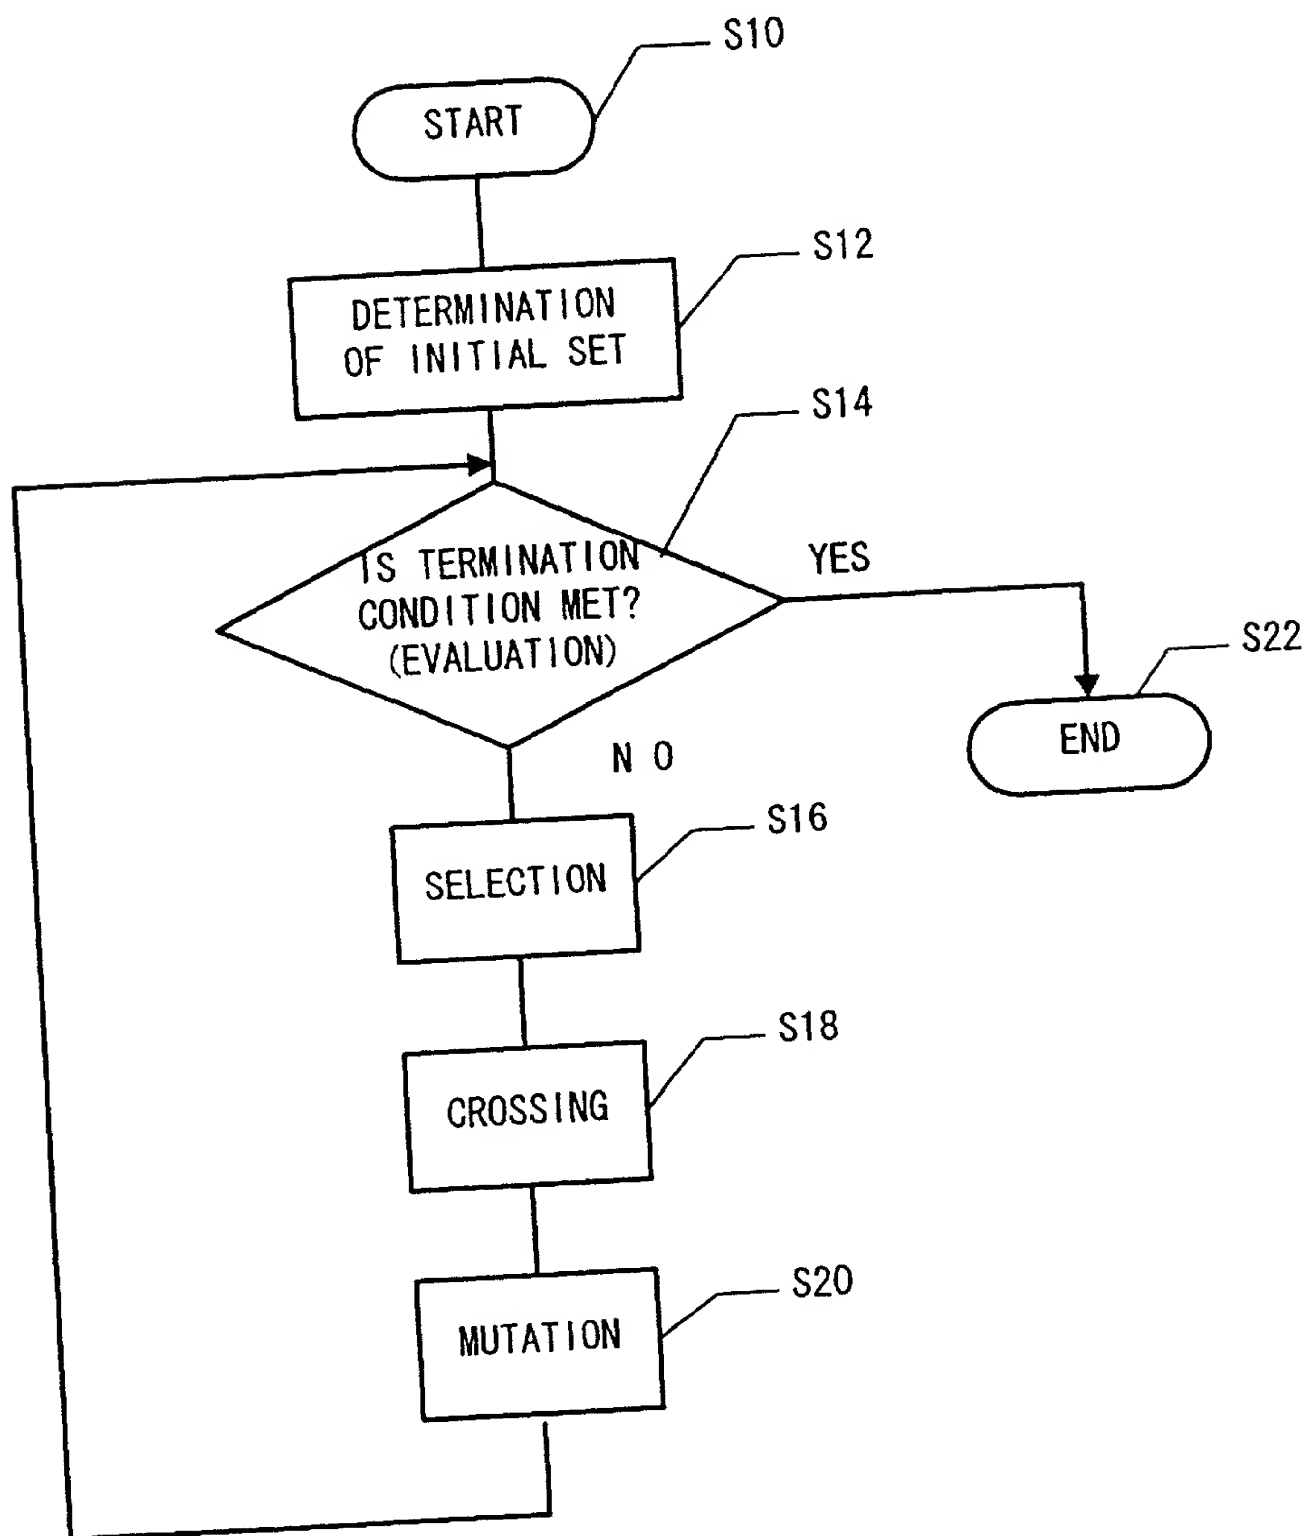 S10
START
S12
DETERMINATION
OF INITIAL SET
S14
IS TERMINATION
CONDITION MET?
(EVALUATION)
YES
S22
END
N O
S16
SELECTION
S18
CROSSING
S20
MUTATION